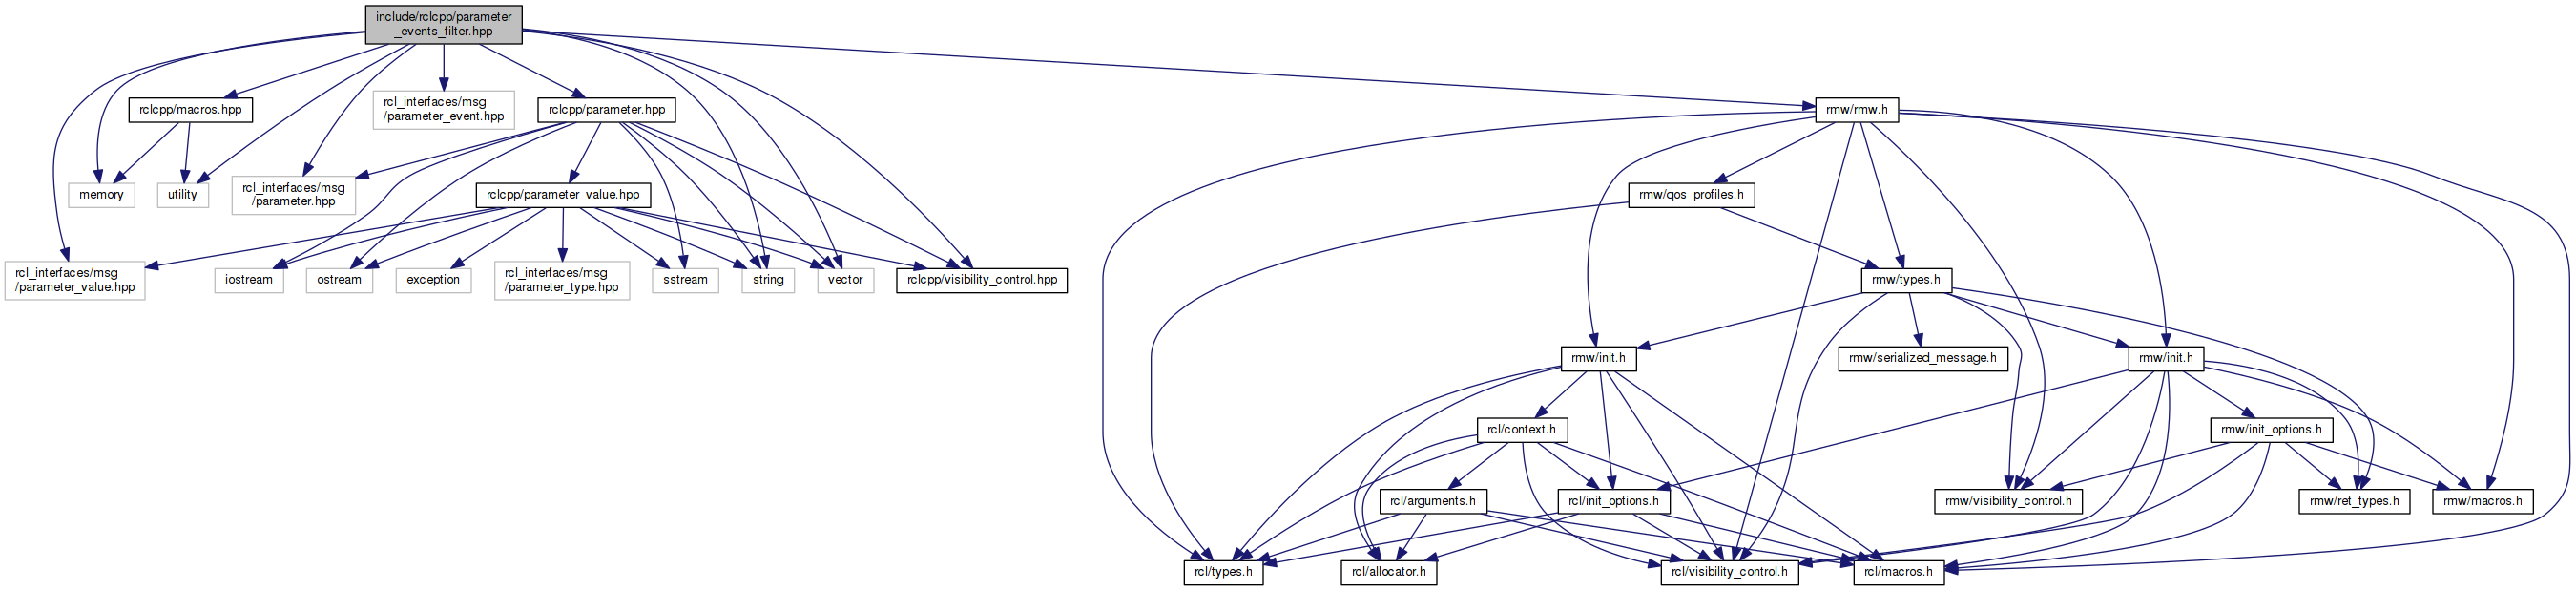 include/rclcpp/parameter
_events_filter.hpp
rclcpp/macros.hpp
rcl_interfaces/msg
/parameter_event.hpp
rclcpp/parameter.hpp
rmw/rmw.h
memory
utility
rcl_interfaces/msg
/parameter.hpp
rclcpp/parameter_value.hpp
rmw/qos_profiles.h
rcl_interfaces/msg
/parameter_value.hpp
iostream
ostream
exception
rcl_interfaces/msg
/parameter_type.hpp
sstream
string
vector
rclcpp/visibility_control.hpp
rmw/types.h
rmw/init.h
rmw/serialized_message.h
rmw/init.h
rcl/context.h
rmw/init_options.h
rcl/arguments.h
rcl/init_options.h
rmw/visibility_control.h
rmw/ret_types.h
rmw/macros.h
rcl/types.h
rcl/allocator.h
rcl/visibility_control.h
rcl/macros.h